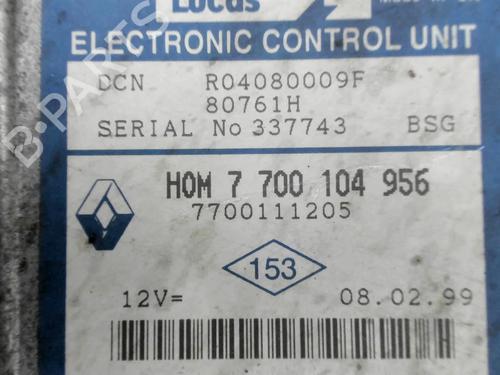 Lucas
ELECTRONIC CONTROL UNIT
DCN R04080009F
80761H
SERIAL No 337743 BSG
HOM 7 700 104 956
7700111205
153
12V= 08.02.99
B-PARTS